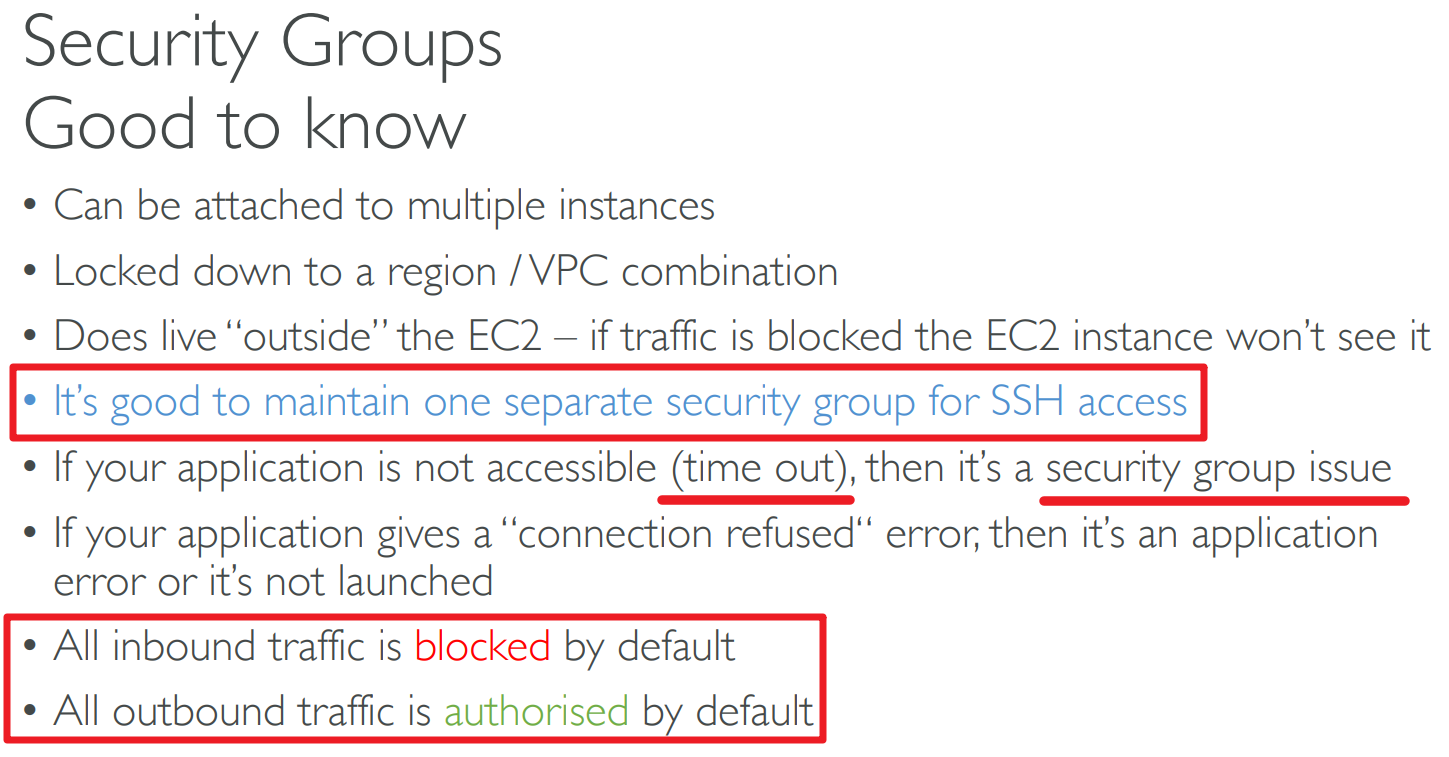 Security Groups
Good to know
• Can be attached to multiple instances
• Locked down to a region / VPC combination
• Does live “outside” the EC2 – if traffic is blocked the EC2 instance won’t see it
• It’s good to maintain one separate security group for SSH access
• If your application is not accessible (time out), then it’s a security group issue
• If your application gives a “connection refused“ error, then it’s an application
error or it’s not launched
• All inbound traffic is blocked by default
• All outbound traffic is authorised by default